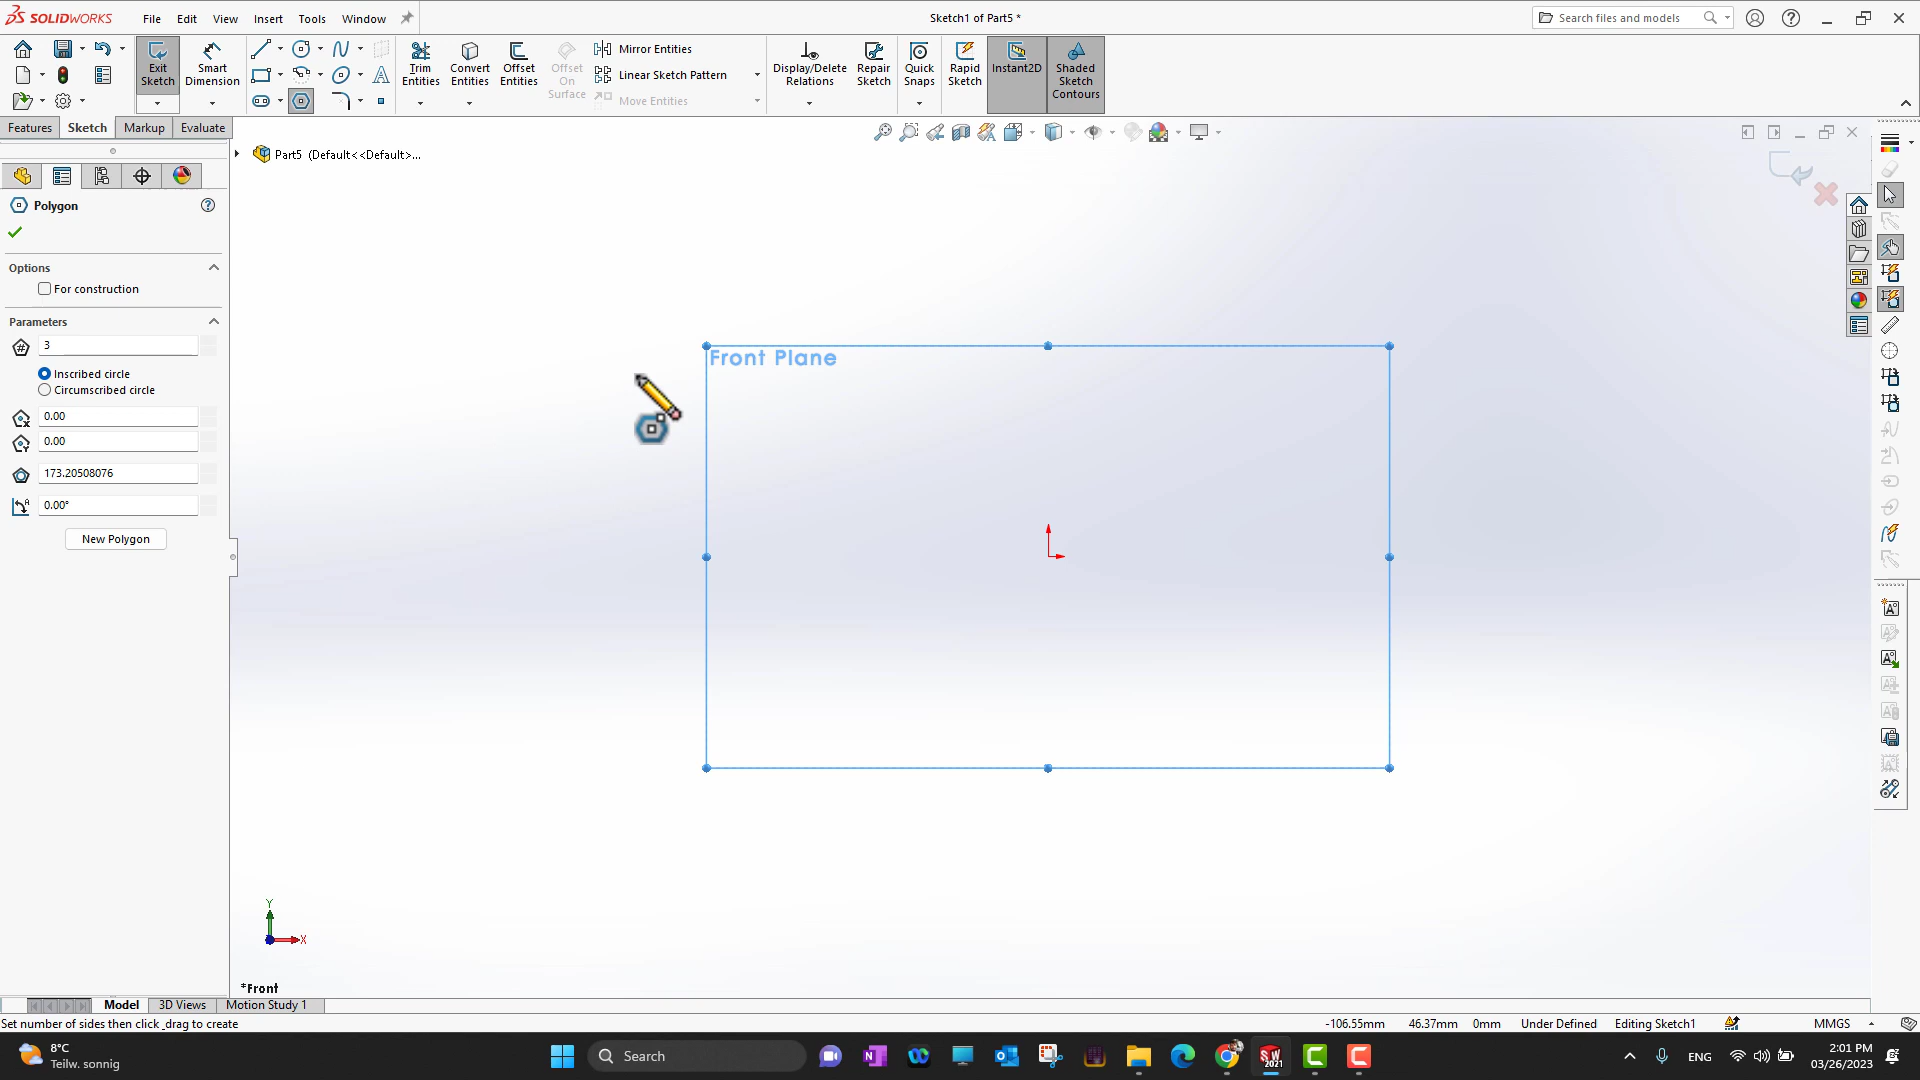 SOLIDWORKS
File Edit View Insert Tools Window
Sketch1 of Part5 *
Search files and models
Exit Sketch
Smart Dimension
Trim Entities
Convert Entities
Offset Entities
Offset On Surface
Mirror Entities
Linear Sketch Pattern
Move Entities
Display/Delete Relations
Repair Sketch
Quick Snaps
Rapid Sketch
Instant2D
Shaded Sketch Contours
Features Sketch Markup Evaluate
Part5 (Default<<Default>...
Polygon
Options
For construction
Parameters
3
Inscribed circle
Circumscribed circle
0.00
0.00
173.20508076
0.00°
New Polygon
Front Plane
Y
X
*Front
Model 3D Views Motion Study 1
Set number of sides then click _drag to create
-106.55mm 46.37mm 0mm Under Defined Editing Sketch1 MMGS
8°C
Teilw. sonnig
Search
SW
2021
ENG
2:01 PM
03/26/2023